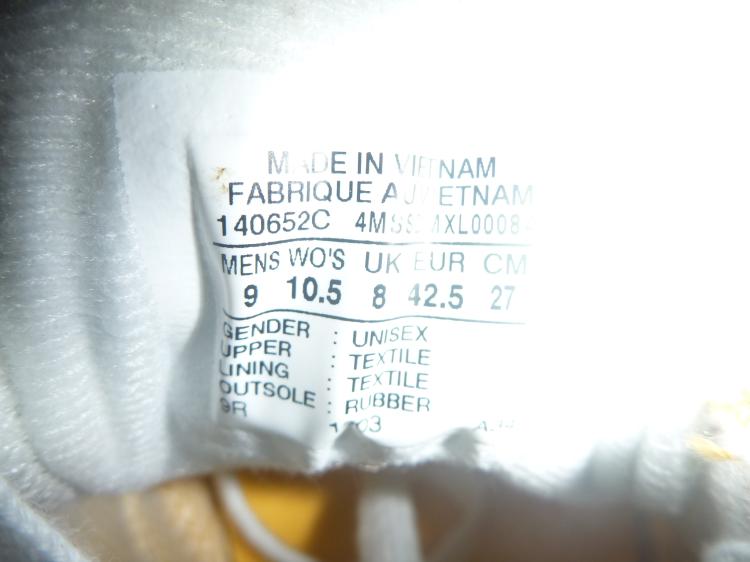 MADE IN VIETNAM
FABRIQUE AU VIETNAM
140652C
MENS WO'S UK EUR CM
9 10.5 8 42.5 27
GENDER : UNISEX
UPPER : TEXTILE
LINING : TEXTILE
OUTSOLE : RUBBER
9R